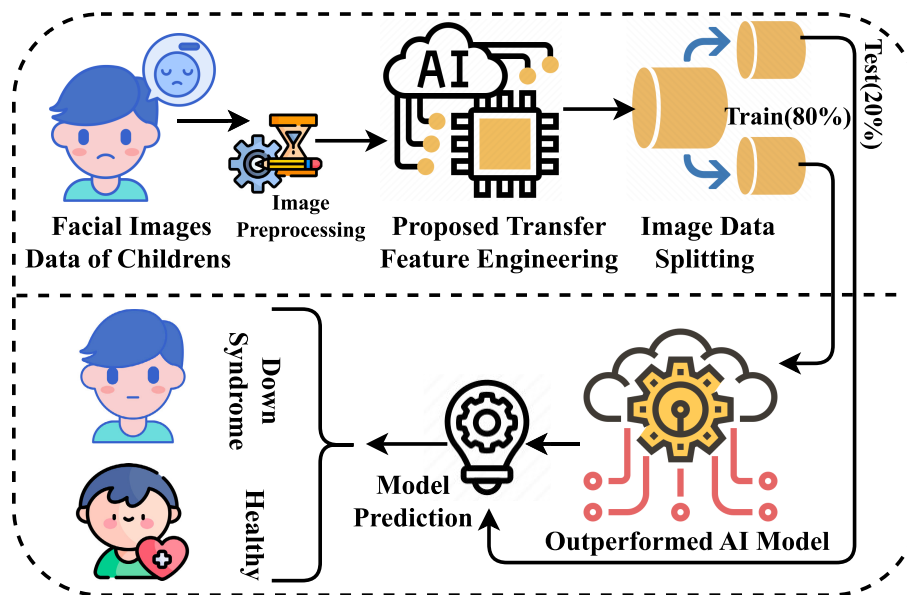 AI
Train(80%)
Test(20%)
Image
Preprocessing
Facial Images
Data of Childrens
Proposed Transfer
Feature Engineering
Image Data
Splitting
Down
Syndrome
Healthy
Model
Prediction
Outperformed AI Model